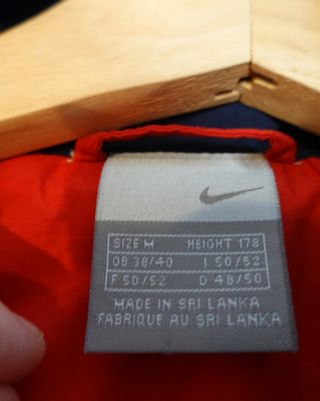 SIZE M HEIGHT 178
GB 38/40 I 50/52
F 50/52 D 48/50
MADE IN SRI LANKA
FABRIQUE AU SRI LANKA